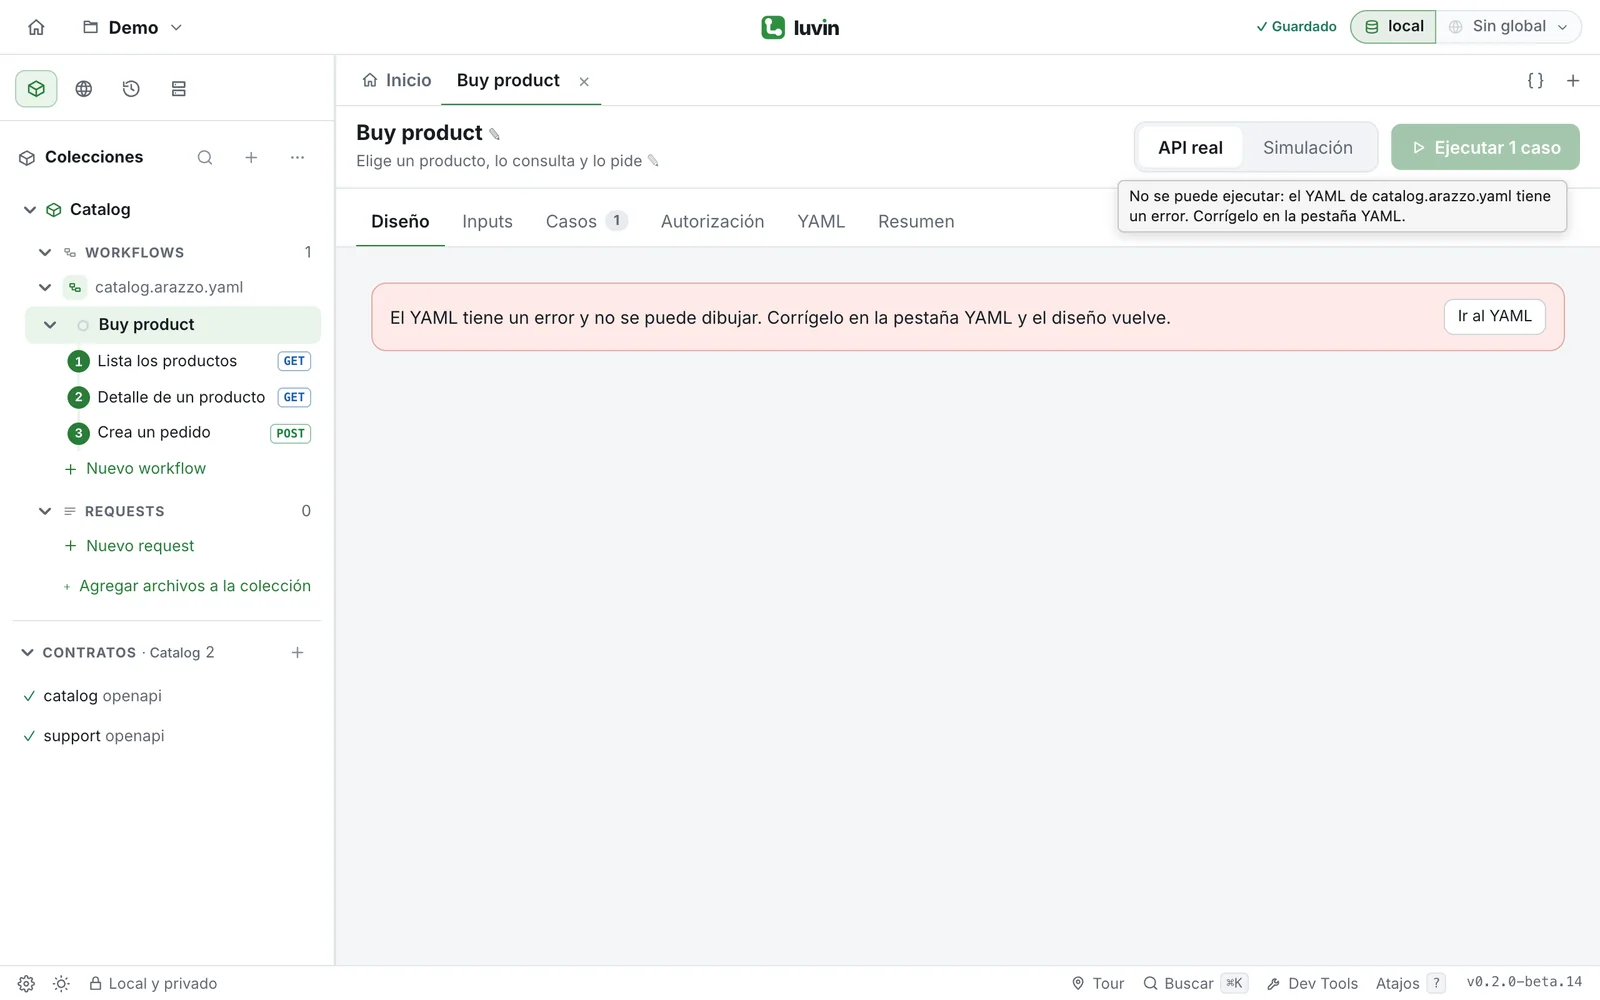 Demo
luvin
Guardado
local
Sin global
Inicio
Buy product
Colecciones
Buy product
Elige un producto, lo consulta y lo pide
API real
Simulación
Ejecutar 1 caso
No se puede ejecutar: el YAML de catalog.arazzo.yaml tiene
un error. Corrígelo en la pestaña YAML.
Catalog
WORKFLOWS 1
catalog.arazzo.yaml
Buy product
1 Lista los productos GET
2 Detalle de un producto GET
3 Crea un pedido POST
+ Nuevo workflow
REQUESTS 0
+ Nuevo request
+ Agregar archivos a la colección
CONTRATOS · Catalog 2
catalog openapi
support openapi
Diseño
Inputs
Casos 1
Autorización
YAML
Resumen
El YAML tiene un error y no se puede dibujar. Corrígelo en la pestaña YAML y el diseño vuelve.
Ir al YAML
Local y privado
Tour
Buscar ⌘K
Dev Tools
Atajos ?
v0.2.0-beta.14